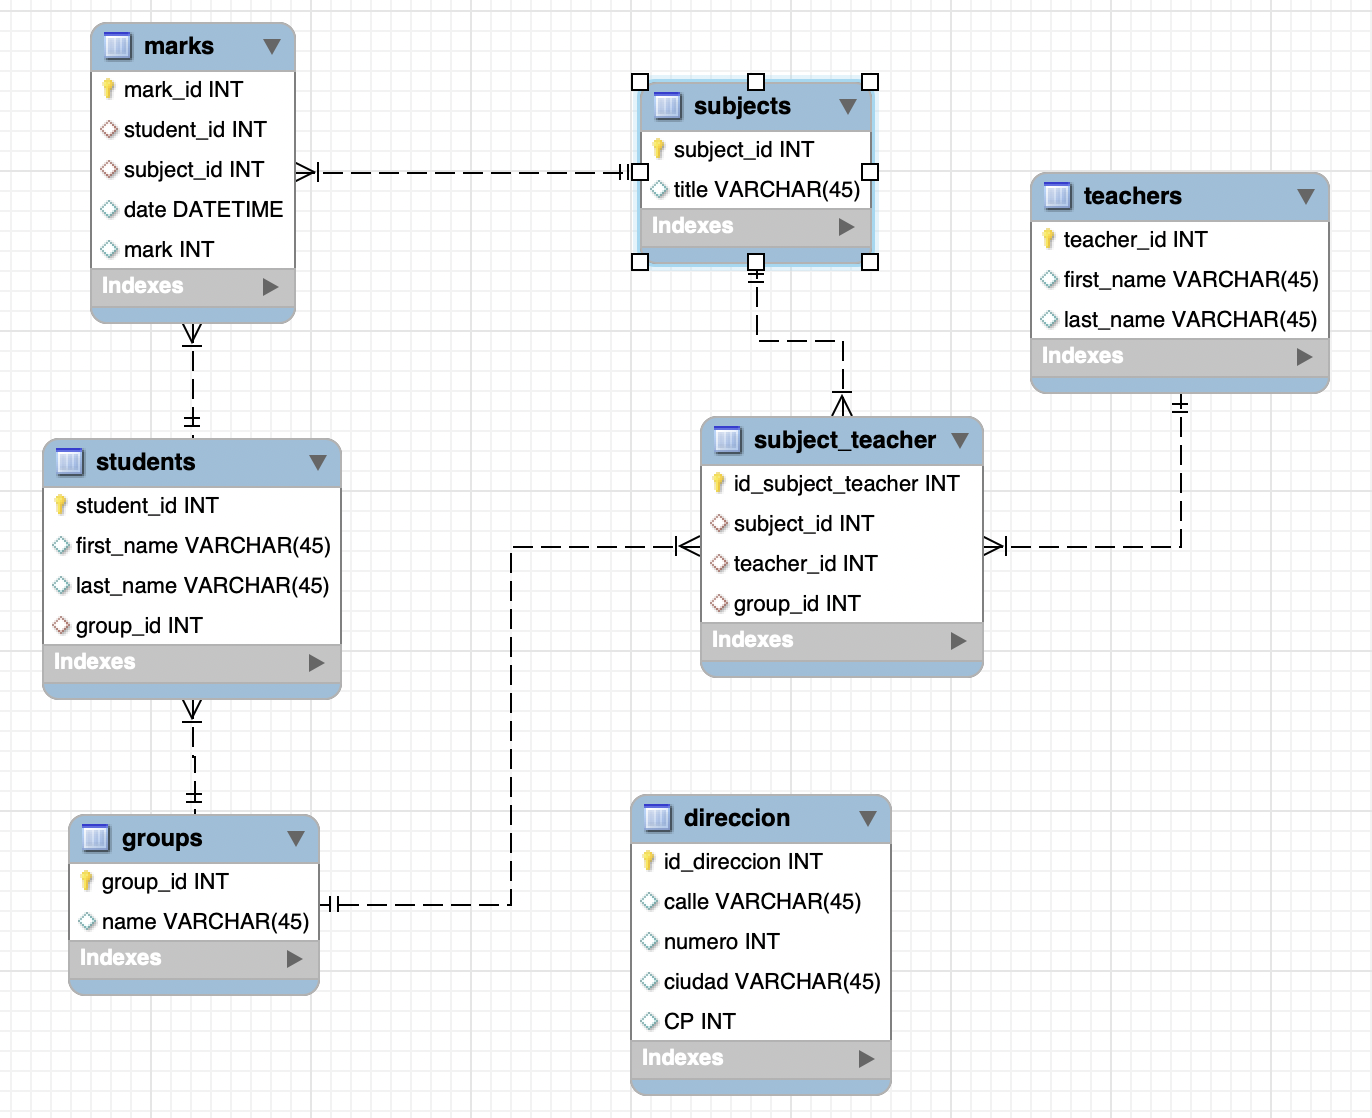 marks
mark_id INT
student_id INT
subject_id INT
date DATETIME
mark INT
Indexes
subjects
subject_id INT
title VARCHAR(45)
Indexes
teachers
teacher_id INT
first_name VARCHAR(45)
last_name VARCHAR(45)
Indexes
students
student_id INT
first_name VARCHAR(45)
last_name VARCHAR(45)
group_id INT
Indexes
subject_teacher
id_subject_teacher INT
subject_id INT
teacher_id INT
group_id INT
Indexes
groups
group_id INT
name VARCHAR(45)
Indexes
direccion
id_direccion INT
calle VARCHAR(45)
numero INT
ciudad VARCHAR(45)
CP INT
Indexes